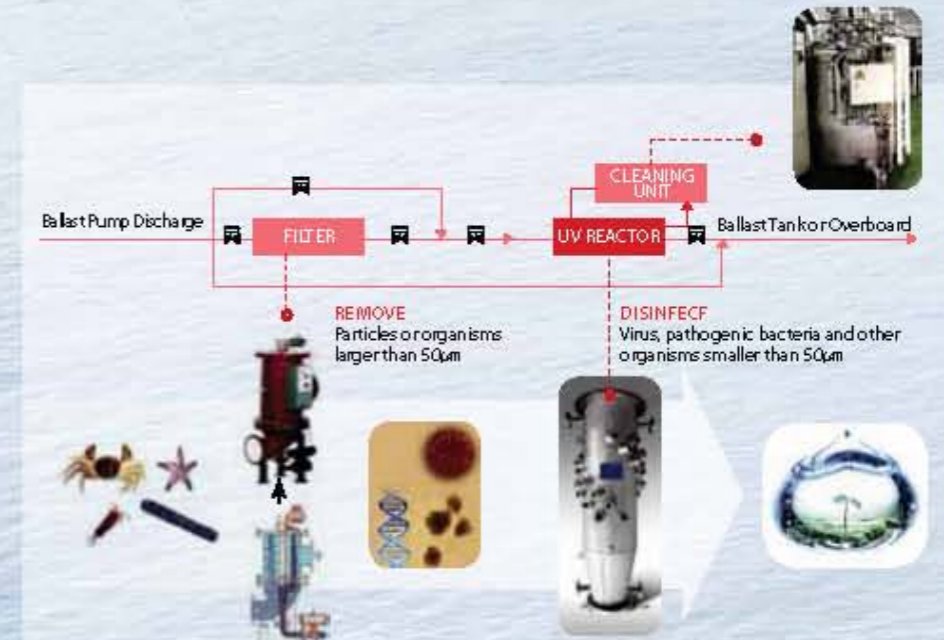 CLEANING
UNIT
Ballast Pump Discharge
FILTER
UV REACTOR
Ballast Tank or Overboard
REMOVE
Particles or organisms
larger than 50µm
DISINFECF
Virus, pathogenic bacteria and other
organisms smaller than 50µm